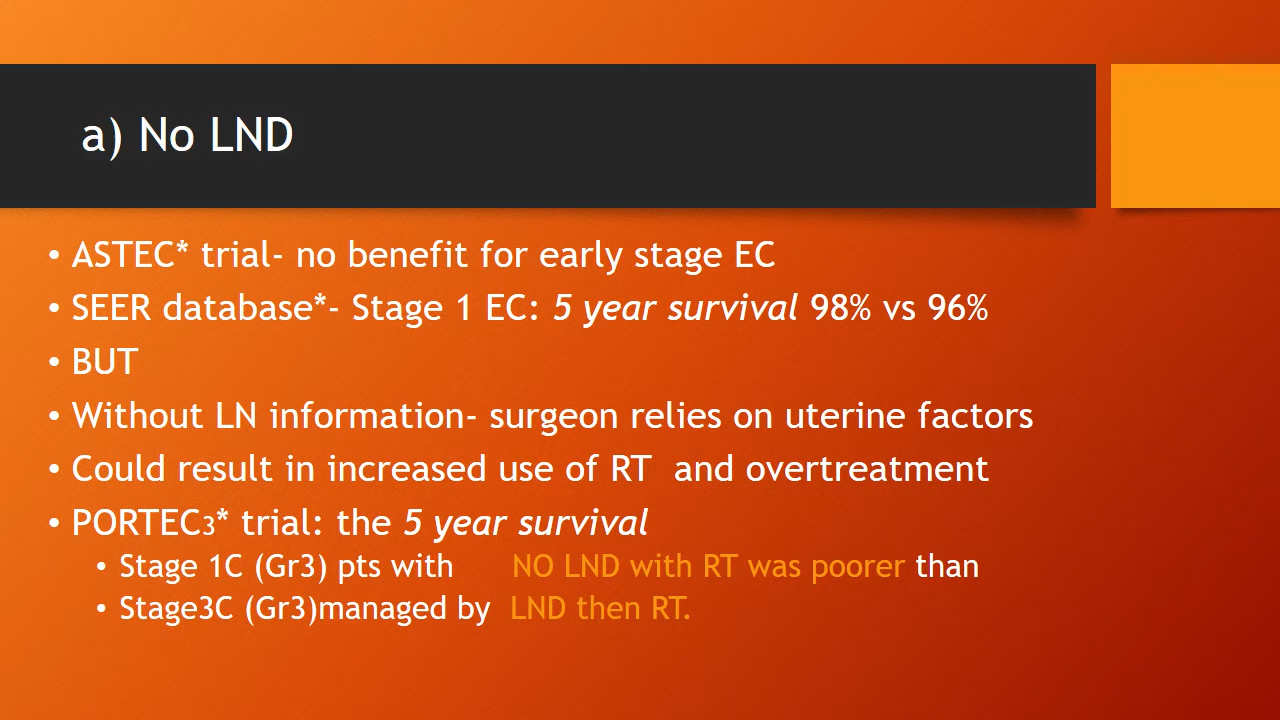 a) No LND
• ASTEC* trial- no benefit for early stage EC
• SEER database*- Stage 1 EC: 5 year survival 98% vs 96%
• BUT
• Without LN information- surgeon relies on uterine factors
• Could result in increased use of RT  and overtreatment
• PORTEC3* trial: the 5 year survival
• Stage 1C (Gr3) pts with NO LND with RT was poorer than
• Stage3C (Gr3)managed by LND then RT.